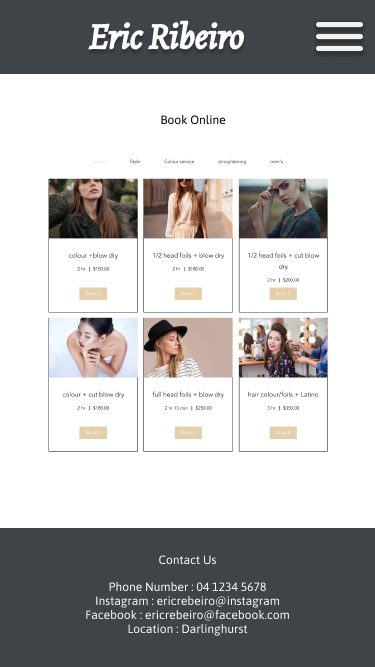 Eric Ribeiro
Book Online
Style Colour service straightening men's
colour +blow dry
2 hr | $150.00
Book It
1/2 head foils + blow dry
2 hr | $180.00
Book It
1/2 head foils + cut blow
dry
2 hr | $200.00
Book It
colour + cut blow dry
2 hr | $180.00
Book It
full head foils + blow dry
2 hr 15 min | $250.00
Book It
hair colour/foils + Latino
3 hr | $350.00
Book It
Contact Us
Phone Number : 04 1234 5678
Instagram : ericrebeiro@instagram
Facebook : ericrebeiro@facebook.com
Location : Darlinghurst